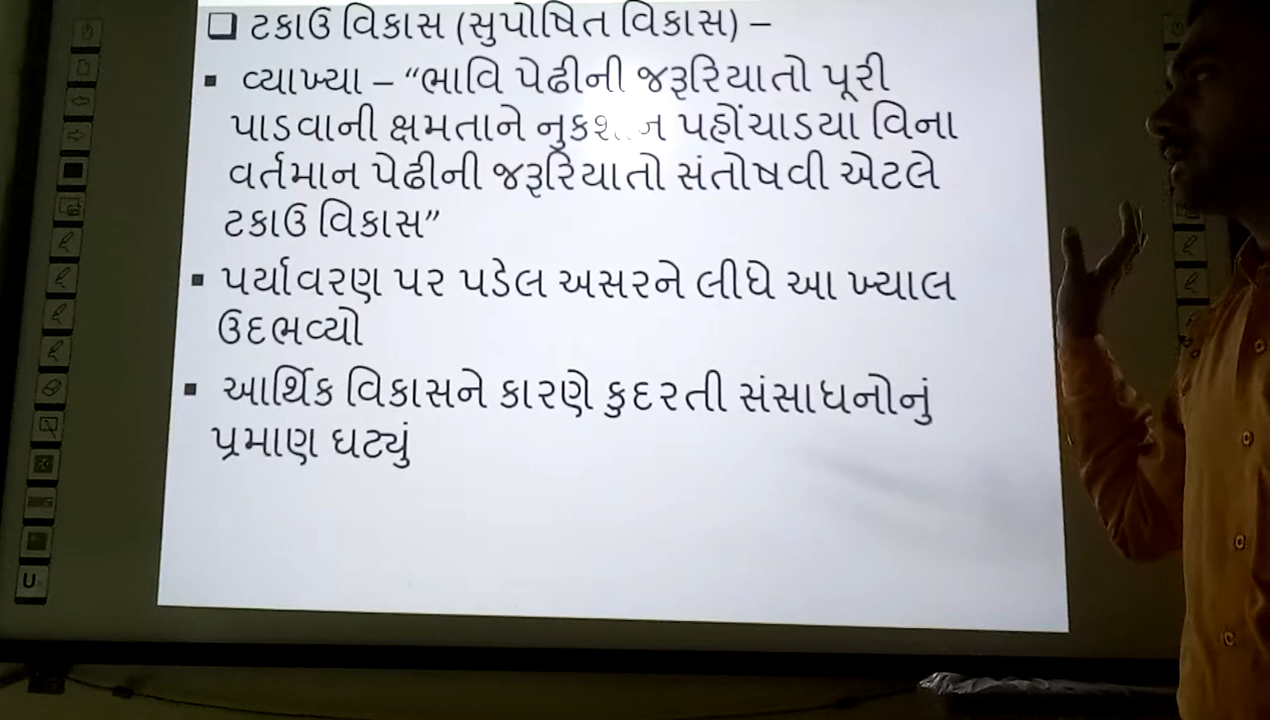 ❑ ટકાઉ વિકાસ (સુપોષિત વિકાસ) –
▪ વ્યાખ્યા – “ભાવિ પેઢીની જરૂરિયાતો પૂરી
પાડવાની ક્ષમતાને પહોંચાડયા વિના
વર્તમાન પેઢીની જરૂરિયાતો સંતોષવી એટલે
ટકાઉ વિકાસ”
▪ પર્યાવરણ પર પડેલ અસરને લીધે આ ખ્યાલ
ઉદભવ્યો
▪ આર્થિક વિકાસને કારણે કુદરતી સંસાધનોનું
પ્રમાણ ઘટ્યું